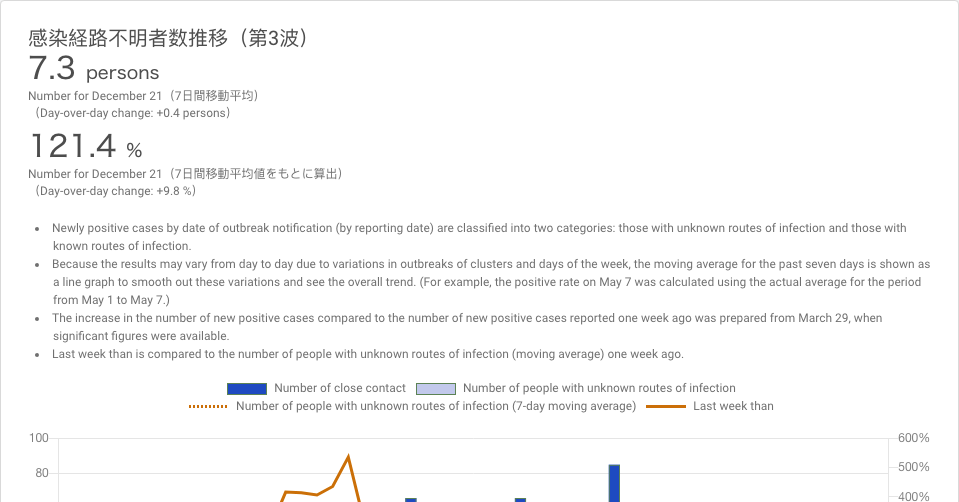 感染経路不明者数推移（第3波）
7.3 persons
Number for December 21（7日間移動平均）
（Day-over-day change: +0.4 persons）
121.4 %
Number for December 21（7日間移動平均値をもとに算出）
（Day-over-day change: +9.8 %）
• Newly positive cases by date of outbreak notification (by reporting date) are classified into two categories: those with unknown routes of infection and those with
known routes of infection.
• Because the results may vary from day to day due to variations in outbreaks of clusters and days of the week, the moving average for the past seven days is shown as
a line graph to smooth out these variations and see the overall trend. (For example, the positive rate on May 7 was calculated using the actual average for the period
from May 1 to May 7.)
• The increase in the number of new positive cases compared to the number of new positive cases reported one week ago was prepared from March 29, when
significant figures were available.
• Last week than is compared to the number of people with unknown routes of infection (moving average) one week ago.
Number of close contact Number of people with unknown routes of infection
Number of people with unknown routes of infection (7-day moving average) Last week than
100 600%
500%
80
400%